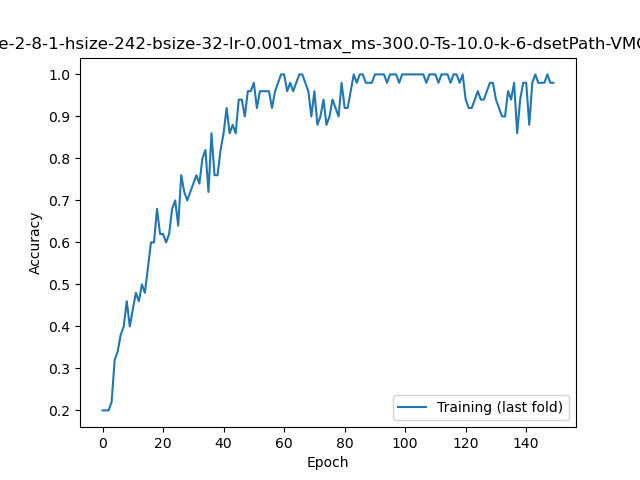 e-2-8-1-hsize-242-bsize-32-lr-0.001-tmax_ms-300.0-Ts-10.0-k-6-dsetPath-VMC
1.0
0.9
0.8
0.7
0.6
0.5
0.4
0.3
0.2
Accuracy
Training (last fold)
0 20 40 60 80 100 120 140
Epoch